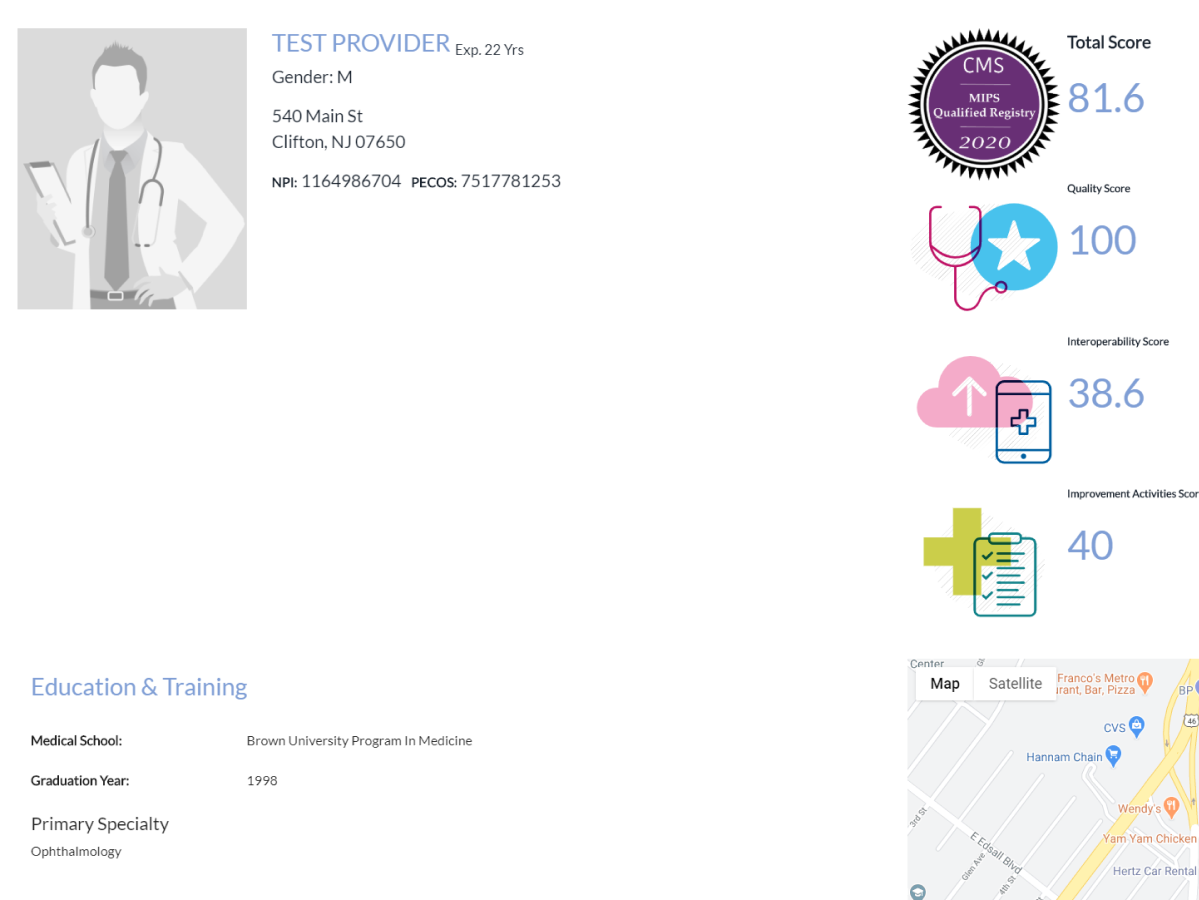 TEST PROVIDER Exp. 22 Yrs
Gender: M
540 Main St
Clifton, NJ 07650
NPI: 1164986704 PECOS: 7517781253
CMS
MIPS
Qualified Registry
2020
Total Score
81.6
Quality Score
100
Interoperability Score
38.6
Improvement Activities Scor
40
Education & Training
Medical School: Brown University Program In Medicine
Graduation Year: 1998
Primary Specialty
Ophthalmology
Center
Map Satellite
Franco's Metro
urant, Bar, Pizza
BP
46
CVS
Hannam Chain
Wendy's
3rd St
E Edsall Blvd
Yam Yam Chicken
Glen Ave
4th St
Hertz Car Rental